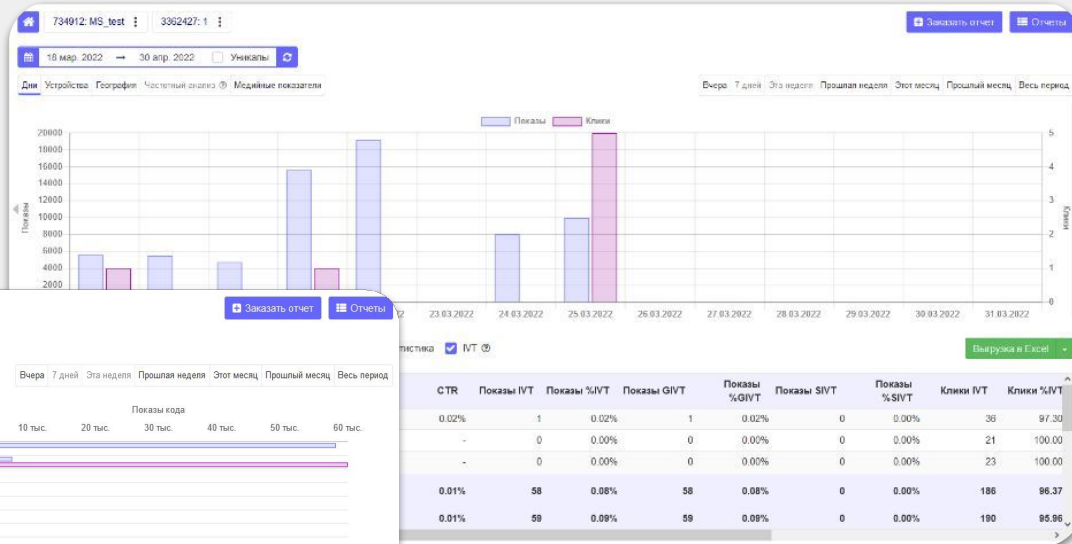 734912: MS_test
3362427: 1
Заказать отчет
Отчеты
18 мар. 2022 → 30 апр. 2022
Уникалы
Дни Устройства География Частотный анализ Медийные показатели
Вчера 7 дней Эта неделя Прошлая неделя Этот месяц Прошлый месяц Весь период
Показы Клики
20000
18000
16000
14000
12000
10000
8000
6000
4000
2000
Показы
5
4
3
2
1
0
Клики
23.03.2022 24.03.2022 25.03.2022 26.03.2022 27.03.2022 28.03.2022 29.03.2022 30.03.2022 31.03.2022
IVT
Выгрузка в Excel
CTR Показы IVT Показы %IVT Показы GIVT Показы %GIVT Показы SIVT Показы %SIVT Клики IVT Клики %IVT
0.02% 1 0.02% 1 0.02% 0 0.00% 36 97.30
- 0 0.00% 0 0.00% 0 0.00% 21 100.00
- 0 0.00% 0 0.00% 0 0.00% 23 100.00
0.01% 58 0.08% 58 0.08% 0 0.00% 186 96.37
0.01% 59 0.09% 59 0.09% 0 0.00% 190 95.96
Заказать отчет
Отчеты
Вчера 7 дней Эта неделя Прошлая неделя Этот месяц Прошлый месяц Весь период
Показы кода
10 тыс. 20 тыс. 30 тыс. 40 тыс. 50 тыс. 60 тыс.